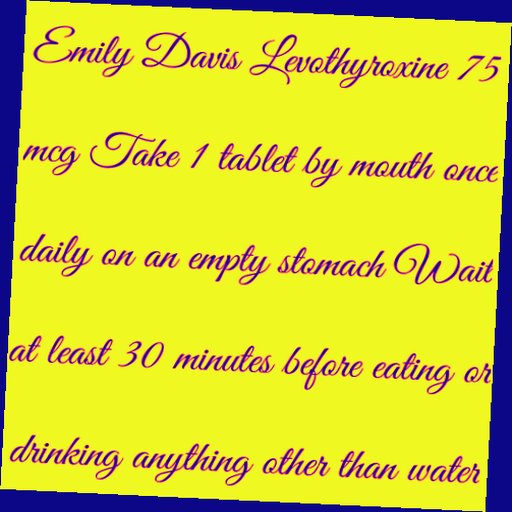 Emily Davis Levothyroxine 75
mcg Take 1 tablet by mouth once
daily on an empty stomach Wait
at least 30 minutes before eating or
drinking anything other than water